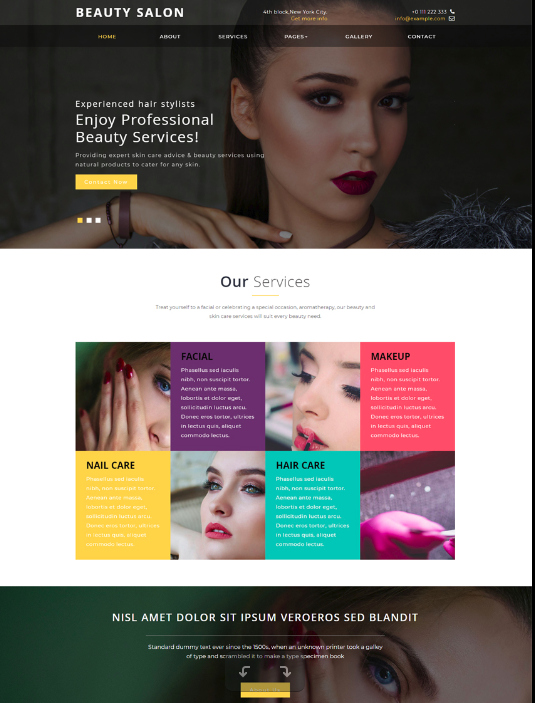 BEAUTY SALON
4th block,New York City.
Get more info
+0 111 222 333
info@example.com
HOME
ABOUT
SERVICES
PAGES
GALLERY
CONTACT
Experienced hair stylists
Enjoy Professional
Beauty Services!
Providing expert skin care advice & beauty services using
natural products to cater for any skin.
Contact Now
Our Services
Treat yourself to a facial or celebrating a special occasion, aromatherapy, our beauty and
skin care services will suit every beauty need.
FACIAL
Phasellus sed iaculis
nibh, non suscipit tortor.
Aenean ante massa,
lobortis et dolor eget,
sollicitudin luctus arcu.
Donec eros tortor, ultrices
in lectus quis, aliquet
commodo lectus.
MAKEUP
Phasellus sed iaculis
nibh, non suscipit tortor.
Aenean ante massa,
lobortis et dolor eget,
sollicitudin luctus arcu.
Donec eros tortor, ultrices
in lectus quis, aliquet
commodo lectus.
NAIL CARE
Phasellus sed iaculis
nibh, non suscipit tortor.
Aenean ante massa,
lobortis et dolor eget,
sollicitudin luctus arcu.
Donec eros tortor, ultrices
in lectus quis, aliquet
commodo lectus.
HAIR CARE
Phasellus sed iaculis
nibh, non suscipit tortor.
Aenean ante massa,
lobortis et dolor eget,
sollicitudin luctus arcu.
Donec eros tortor, ultrices
in lectus quis, aliquet
commodo lectus.
NISL AMET DOLOR SIT IPSUM VEROEROS SED BLANDIT
Standard dummy text ever since the 1500s, when an unknown printer took a galley
of type and scrambled it to make a type specimen book